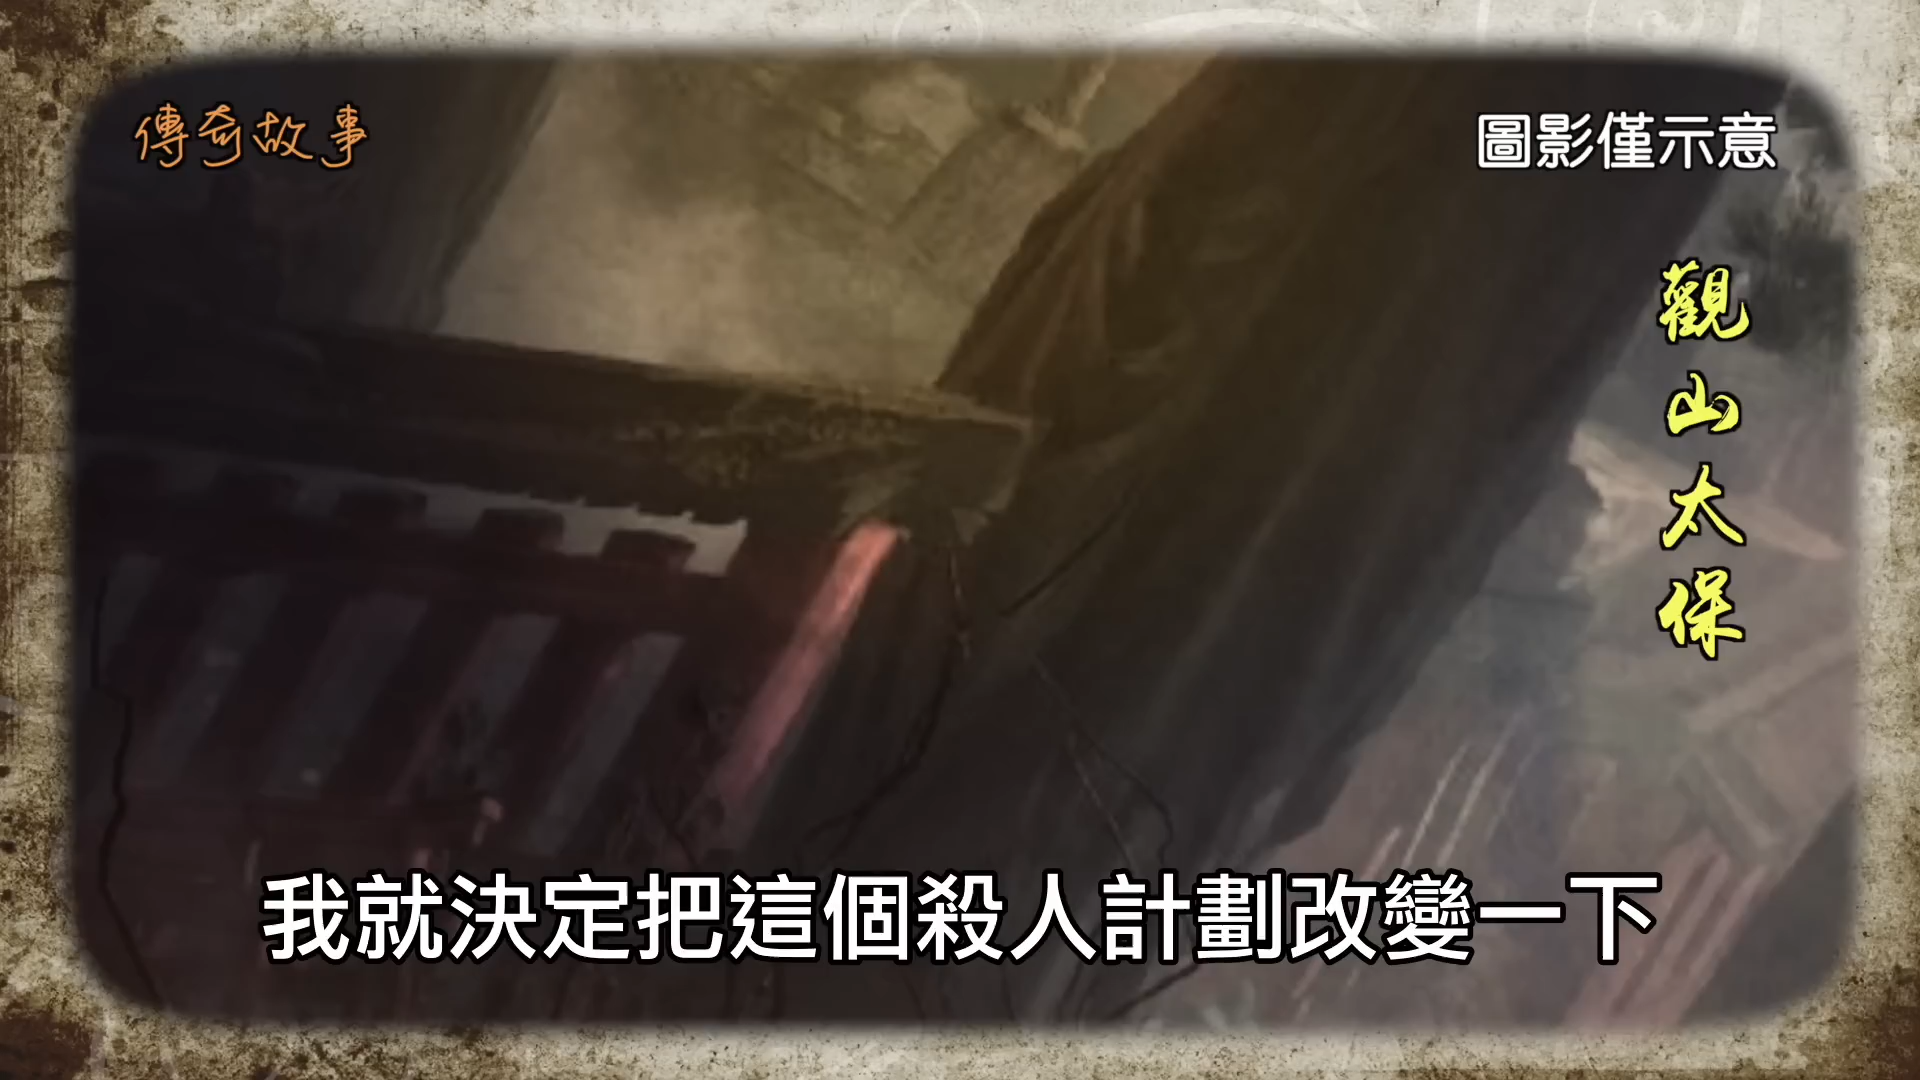 傳奇故事
圖影僅示意
觀山太保
我就決定把這個殺人計劃改變一下